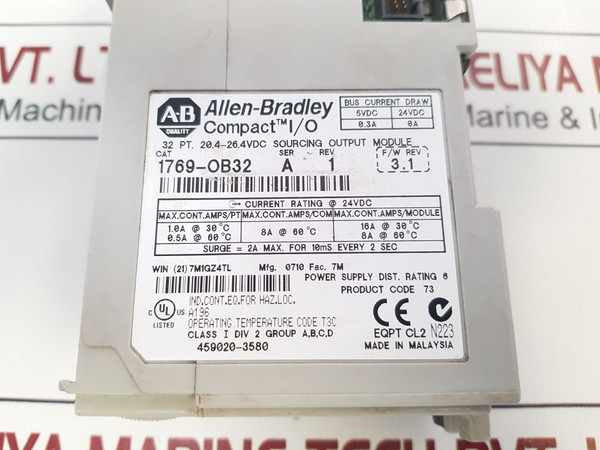 VT. LT
ELIYA
Machin
Marine &
A-B
QUALITY
Allen-Bradley
Compact™ I/O
BUS CURRENT DRAW
5VDC 24VDC
0.3A 0A
32 PT. 20.4-26.4VDC SOURCING OUTPUT MODULE
CAT SER REV F/W REV
1769-OB32 A 1 3.1
CURRENT RATING @ 24VDC
MAX.CONT.AMPS/PT MAX.CONT.AMPS/COM MAX.CONT.AMPS/MODULE
1.0A @ 30°C 8A @ 60°C 16A @ 30°C
0.5A @ 60°C 8A @ 60°C
SURGE = 2A MAX. FOR 10mS EVERY 2 SEC
WIN (21) 7M1GZ4TL Mfg. 0710 Fac. 7M
POWER SUPPLY DIST. RATING 6
PRODUCT CODE 73
IND.CONT.EQ.FOR HAZ.LOC.
A196
OPERATING TEMPERATURE CODE T3C
C UL US
LISTED
CLASS I DIV 2 GROUP A,B,C,D
459020-3580
CE
EQPT CL2 N223
MADE IN MALAYSIA